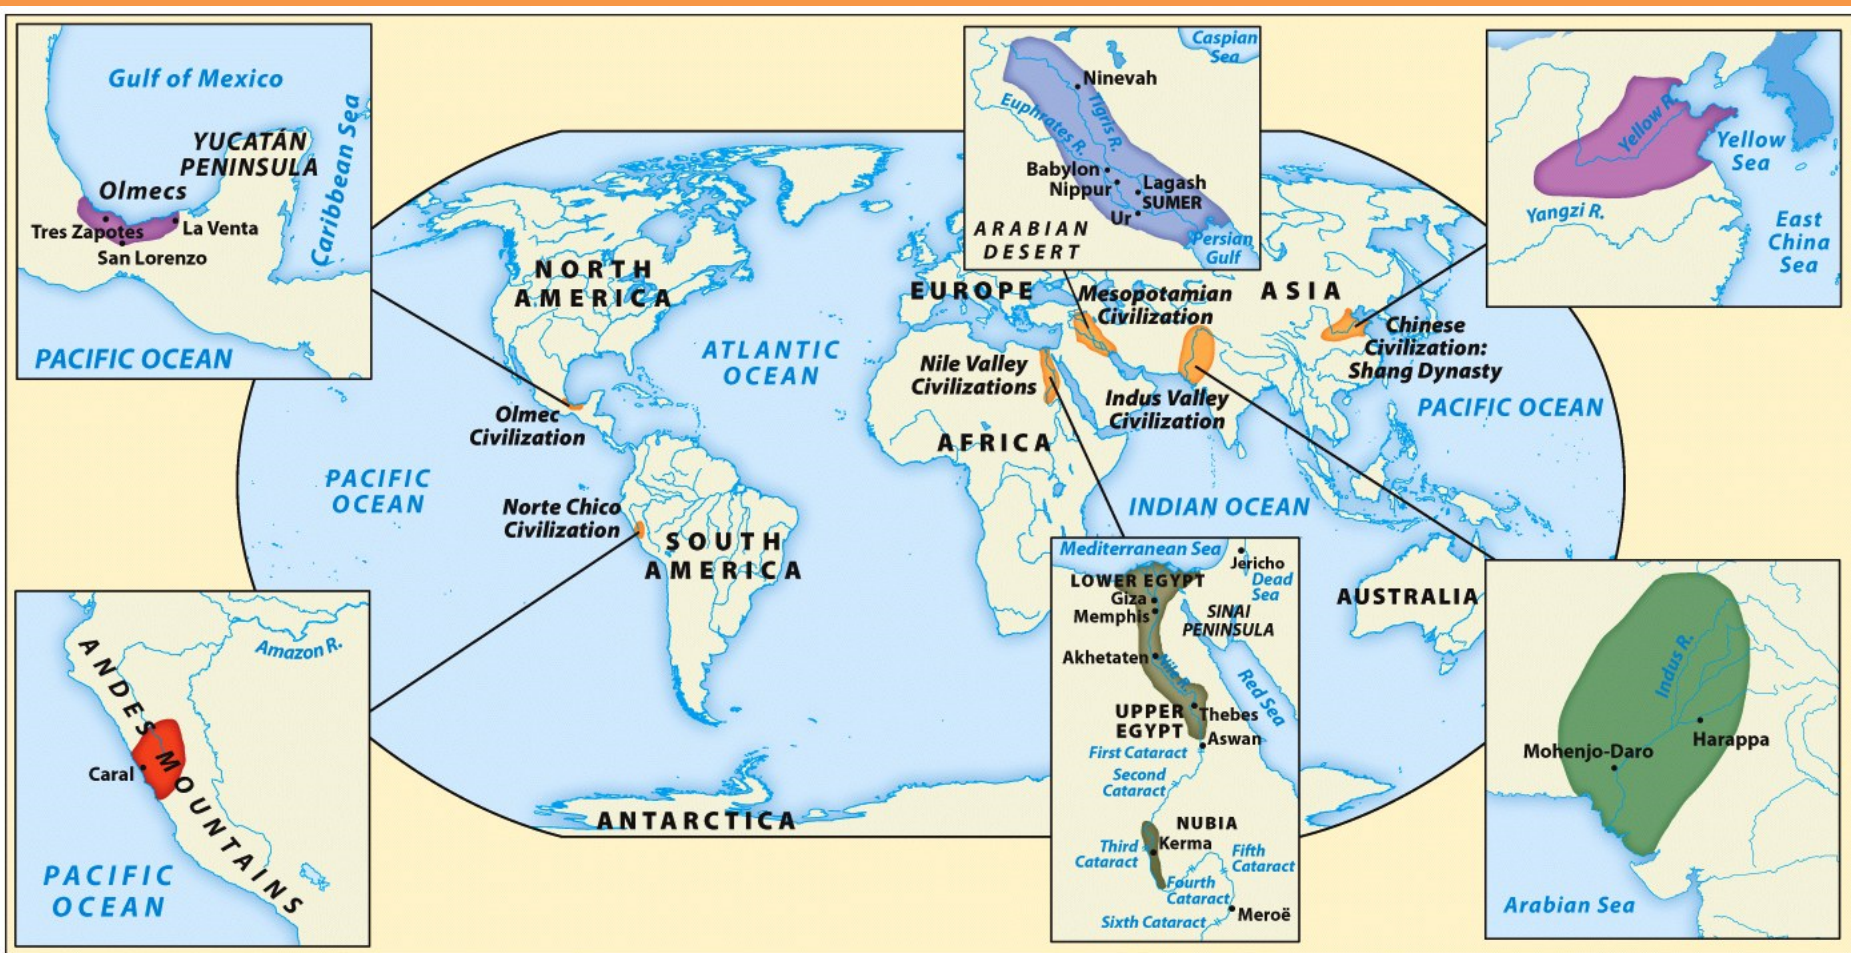 Gulf of Mexico
YUCATÁN
PENINSULA
Caribbean Sea
Olmecs
Tres Zapotes
La Venta
San Lorenzo
PACIFIC OCEAN
Caspian
Sea
Ninevah
Tigris R.
Euphrates R.
Babylon
Nippur
Lagash
SUMER
Ur
ARABIAN
DESERT
Persian
Gulf
Yellow R.
Yellow
Sea
Yangzi R.
East
China
Sea
NORTH
AMERICA
EUROPE
ASIA
Mesopotamian
Civilization
Chinese
Civilization:
Shang Dynasty
ATLANTIC
OCEAN
Nile Valley
Civilizations
Indus Valley
Civilization
PACIFIC OCEAN
Olmec
Civilization
AFRICA
PACIFIC
OCEAN
Norte Chico
Civilization
INDIAN OCEAN
SOUTH
AMERICA
AUSTRALIA
ANTARCTICA
Amazon R.
ANDES MOUNTAINS
Caral
PACIFIC
OCEAN
Mediterranean Sea
Jericho
LOWER EGYPT
Dead
Sea
Giza
Memphis
SINAI
PENINSULA
Akhetaten
Nile R.
Red Sea
UPPER
EGYPT
Thebes
Aswan
First Cataract
Second
Cataract
NUBIA
Third
Cataract
Kerma
Fifth
Cataract
Fourth
Cataract
Sixth Cataract
Meroë
Indus R.
Mohenjo-Daro
Harappa
Arabian Sea